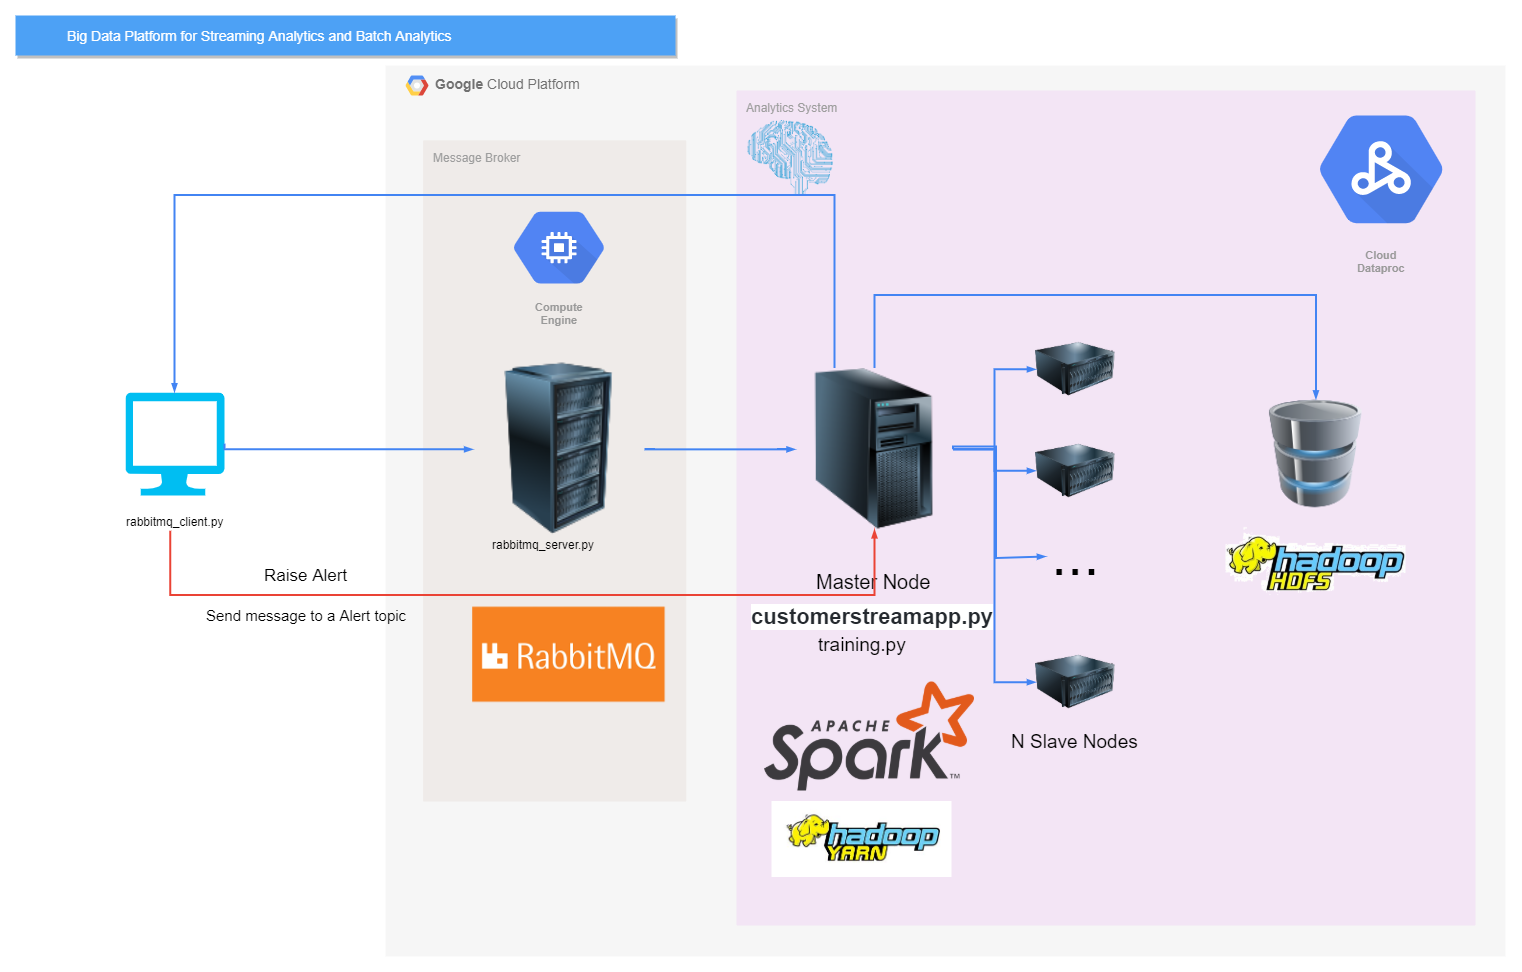 Big Data Platform for Streaming Analytics and Batch Analytics
Google Cloud Platform
Analytics System
Message Broker
Cloud
Dataproc
Compute
Engine
rabbitmq_client.py
rabbitmq_server.py
Raise Alert
Send message to a Alert topic
Master Node
customerstreamapp.py
training.py
...
hadoop
HDFS
RabbitMQ
APACHE
Spark™
N Slave Nodes
hadoop
YARN